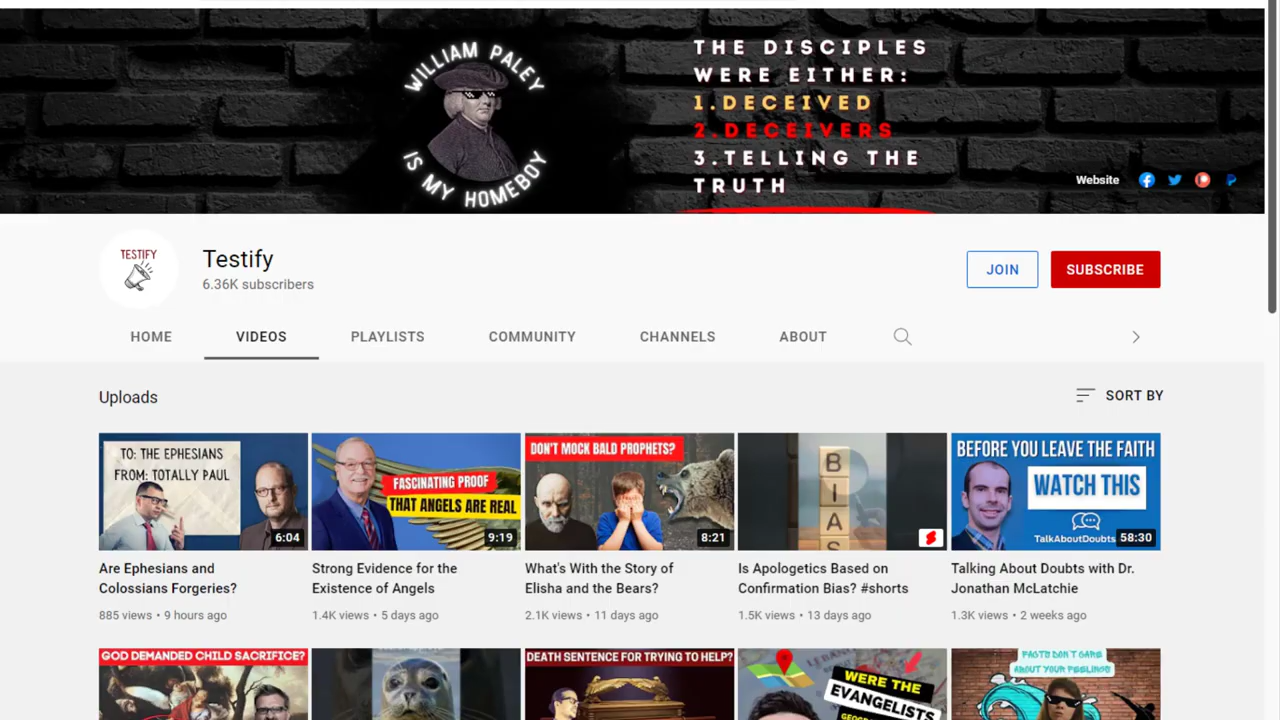 WILLIAM PALEY
IS MY HOMEBOY
THE DISCIPLES
WERE EITHER:
1.DECEIVED
2.DECEIVERS
3.TELLING THE
TRUTH
Website
TESTIFY
Testify
6.36K subscribers
JOIN
SUBSCRIBE
HOME
VIDEOS
PLAYLISTS
COMMUNITY
CHANNELS
ABOUT
Uploads
SORT BY
TO: THE EPHESIANS
FROM: TOTALLY PAUL
6:04
Are Ephesians and
Colossians Forgeries?
885 views • 9 hours ago
FASCINATING PROOF
THAT ANGELS ARE REAL
9:19
Strong Evidence for the
Existence of Angels
1.4K views • 5 days ago
DON'T MOCK BALD PROPHETS?
8:21
What's With the Story of
Elisha and the Bears?
2.1K views • 11 days ago
B
I
A
S
Is Apologetics Based on
Confirmation Bias? #shorts
1.5K views • 13 days ago
BEFORE YOU LEAVE THE FAITH
WATCH THIS
TalkAboutDoubts
58:30
Talking About Doubts with Dr.
Jonathan McLatchie
1.3K views • 2 weeks ago
GOD DEMANDED CHILD SACRIFICE?
DEATH SENTENCE FOR TRYING TO HELP?
WERE THE
EVANGELISTS
FACTS DON'T CARE
ABOUT YOUR FEELINGS